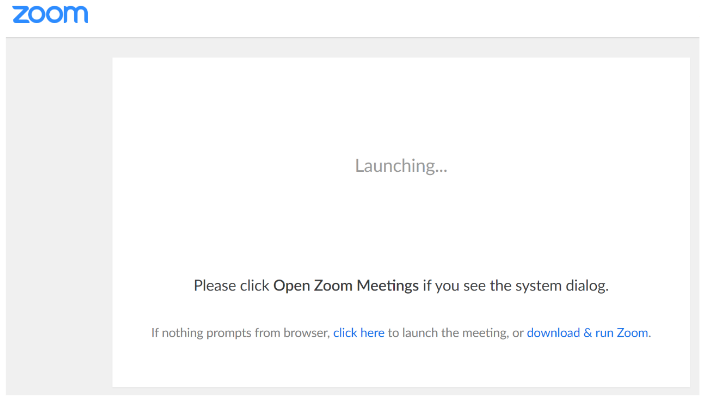 zoom
Launching...
Please click Open Zoom Meetings if you see the system dialog.
If nothing prompts from browser, click here to launch the meeting, or download & run Zoom.